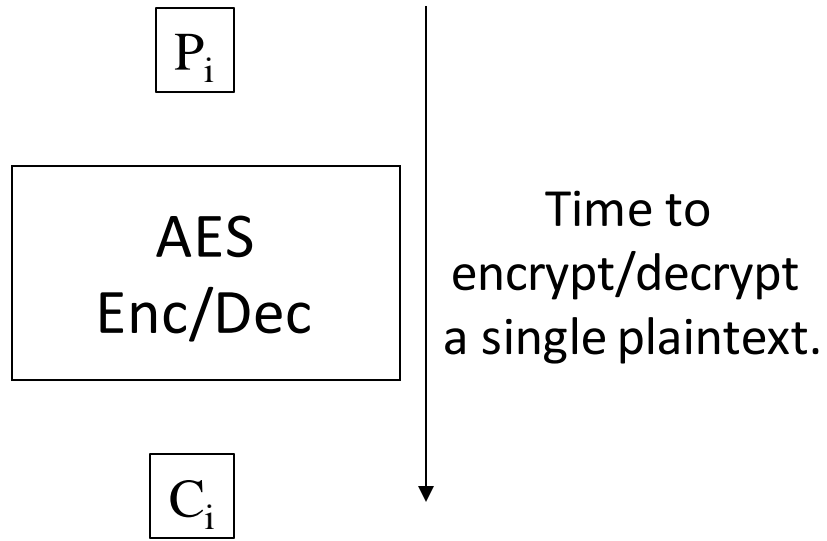 Pᵢ
AES
Enc/Dec
Time to
encrypt/decrypt
a single plaintext.
Cᵢ